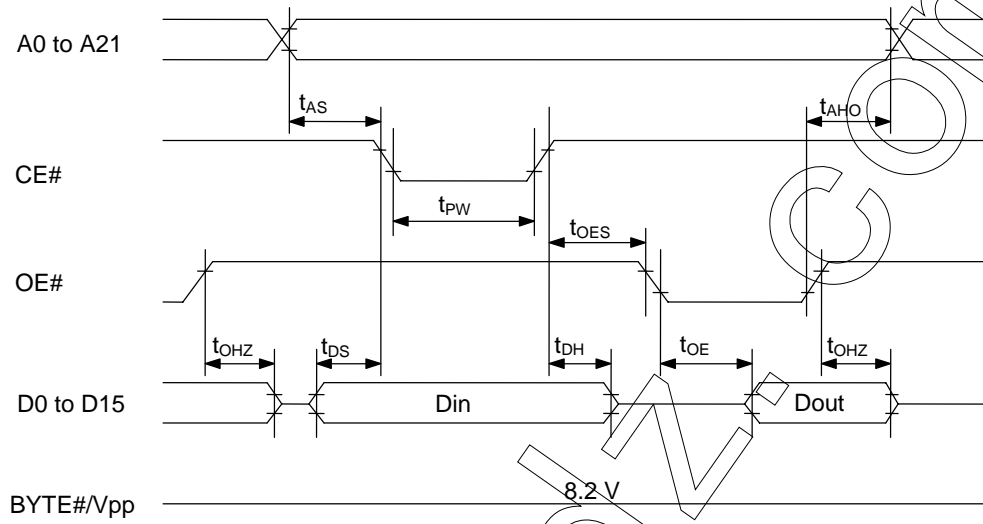 A0 to A21
tAS
tAHO
CE#
tPW
tOES
OE#
tOHZ
tDS
tDH
tOE
tOHZ
D0 to D15
Din
Dout
8.2 V
BYTE#/Vpp